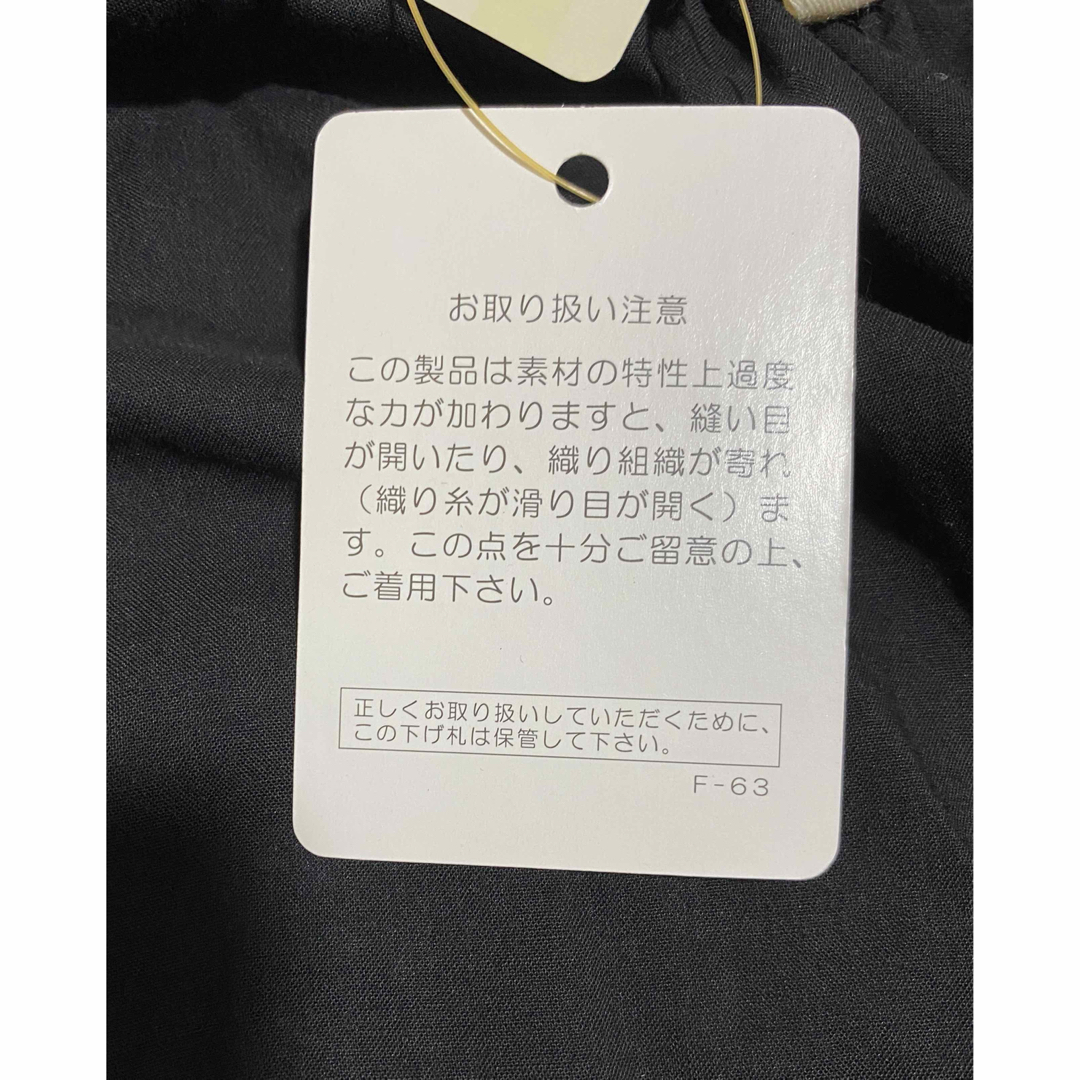 お取り扱い注意
この製品は素材の特性上過度
な力が加わりますと、縫い目
が開いたり、織り組織が寄れ
（織り糸が滑り目が開く）ま
す。この点を十分ご留意の上、
ご着用下さい。
正しくお取り扱いしていただくために、
この下げ札は保管して下さい。
F-63